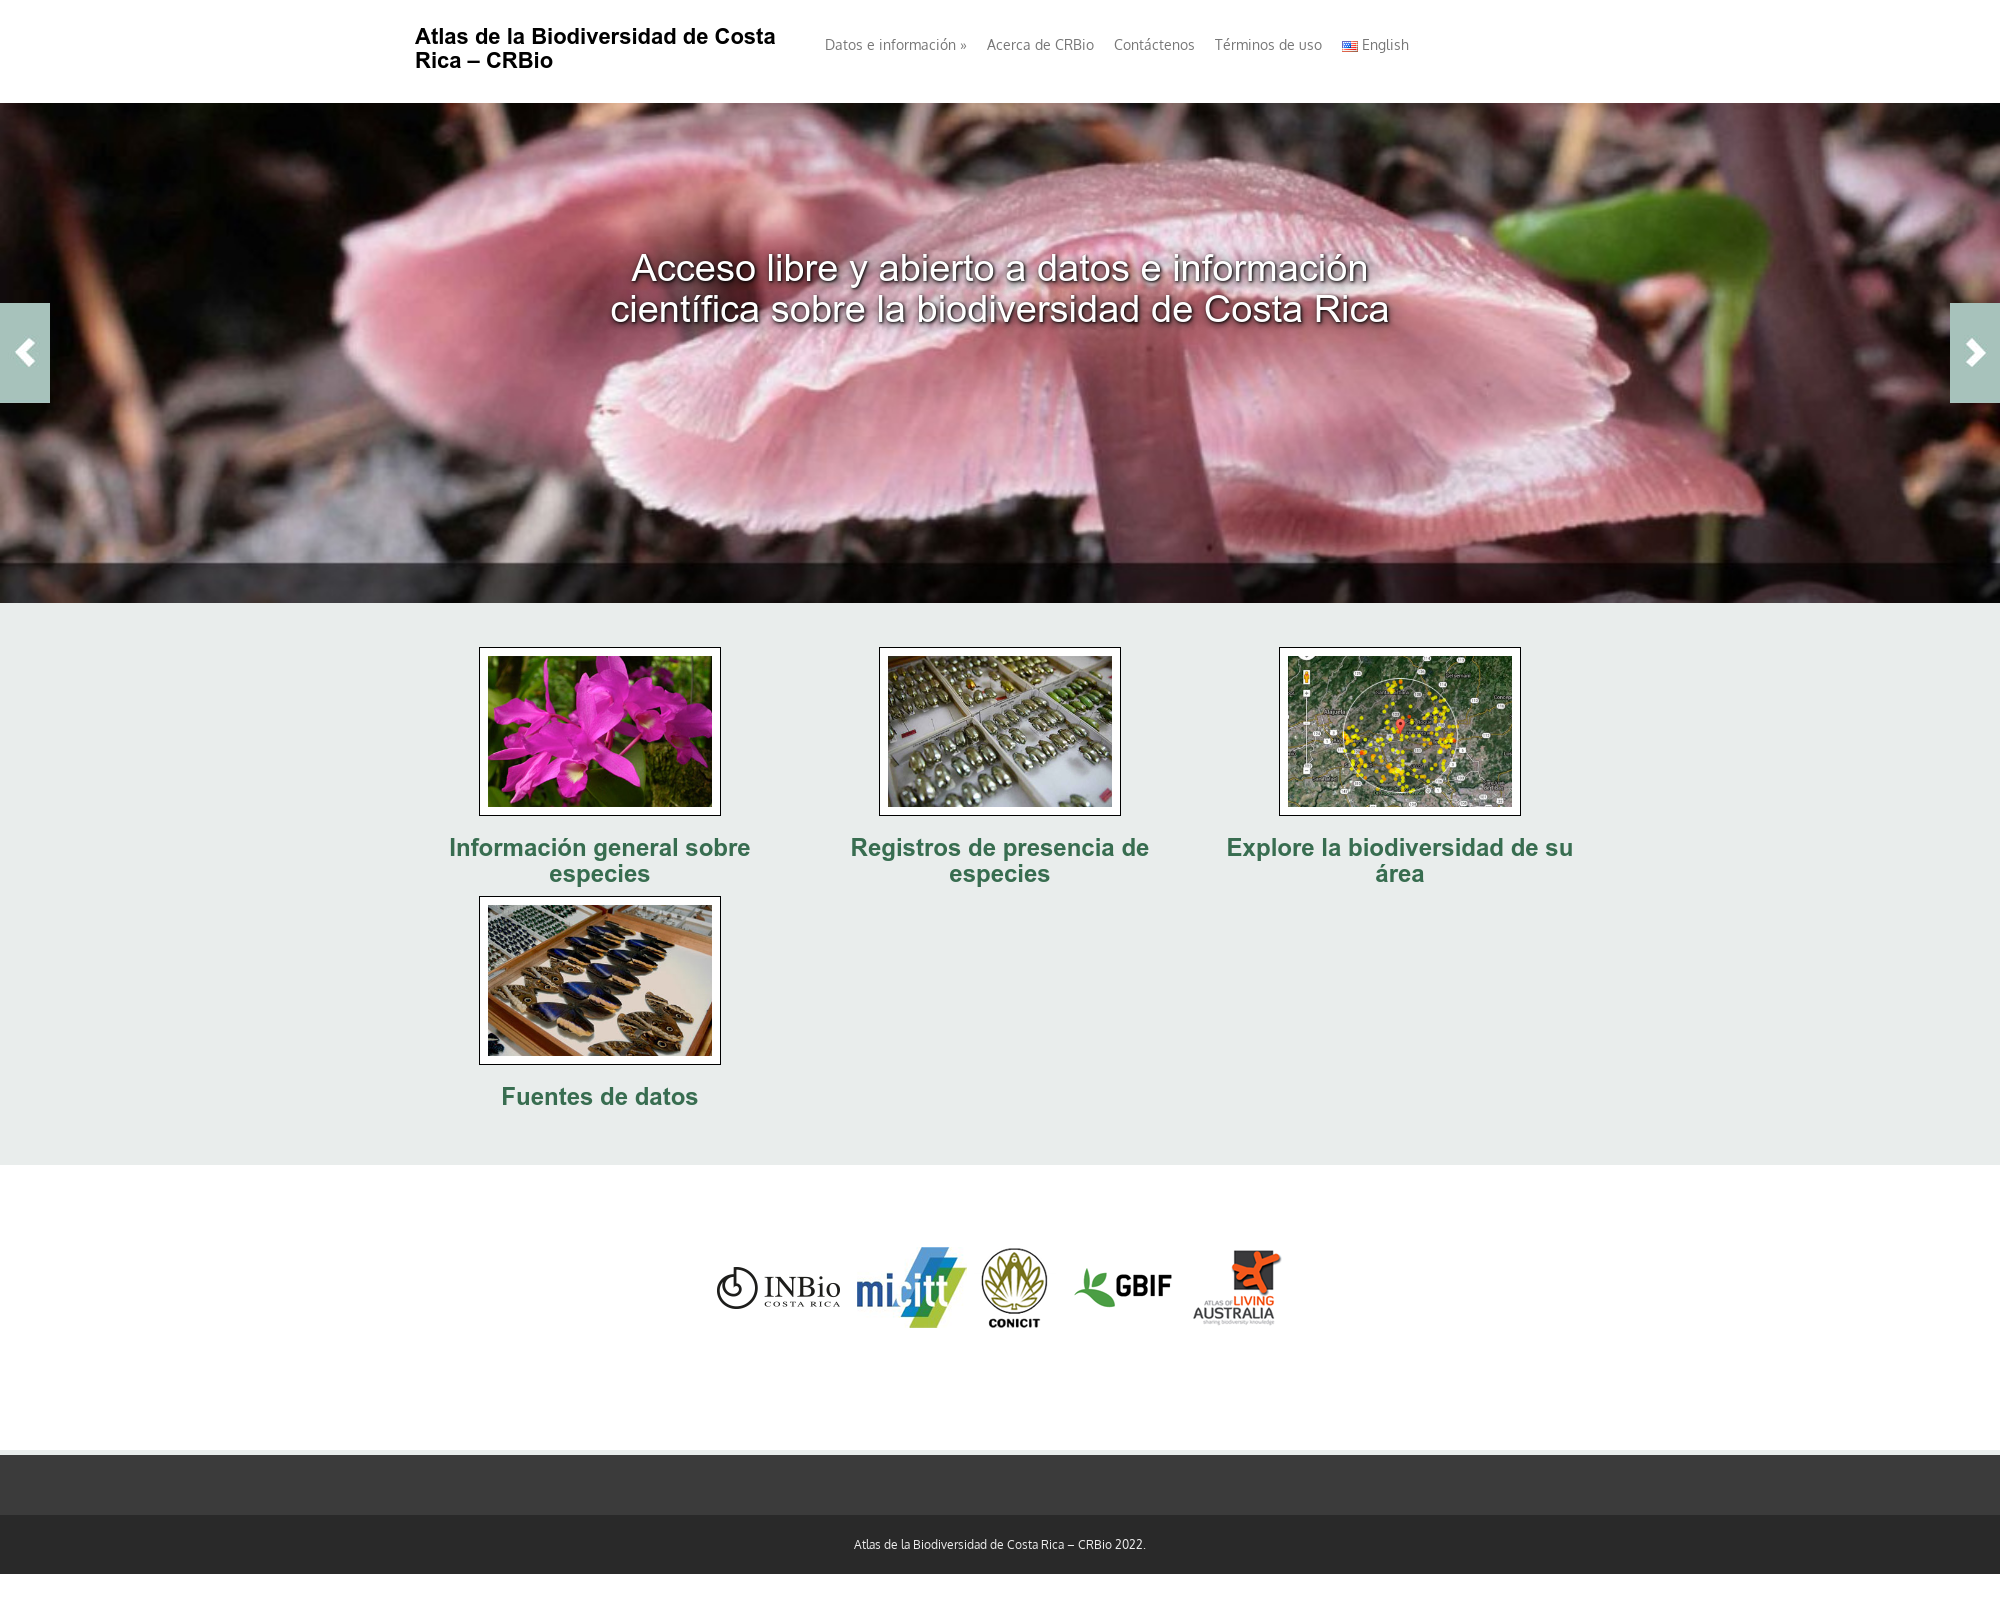 Atlas de la Biodiversidad de Costa
Rica – CRBio
Datos e información »
Acerca de CRBio
Contáctenos
Términos de uso
English
Acceso libre y abierto a datos e información
científica sobre la biodiversidad de Costa Rica
Información general sobre
especies
Registros de presencia de
especies
Explore la biodiversidad de su
área
Fuentes de datos
INBio
COSTA RICA
micitt
CONICIT
GBIF
ATLAS OF LIVING
AUSTRALIA
sharing biodiversity knowledge
Atlas de la Biodiversidad de Costa Rica – CRBio 2022.